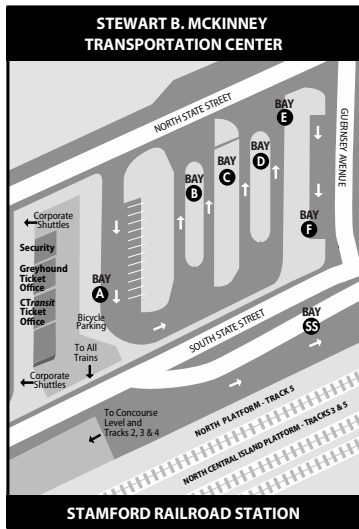 STEWART B. MCKINNEY
TRANSPORTATION CENTER
NORTH STATE STREET
GUERNSEY AVENUE
BAY
E
BAY
D
BAY
C
BAY
B
BAY
F
Corporate
Shuttles
Security
Greyhound
Ticket
Office
CTransit
Ticket
Office
BAY
A
Bicycle
Parking
SOUTH STATE STREET
BAY
SS
To All
Trains
Corporate
Shuttles
To Concourse
Level and
Tracks 2, 3 & 4
NORTH PLATFORM - TRACK 5
NORTH CENTRAL ISLAND PLATFORM - TRACKS 3 & 5
STAMFORD RAILROAD STATION